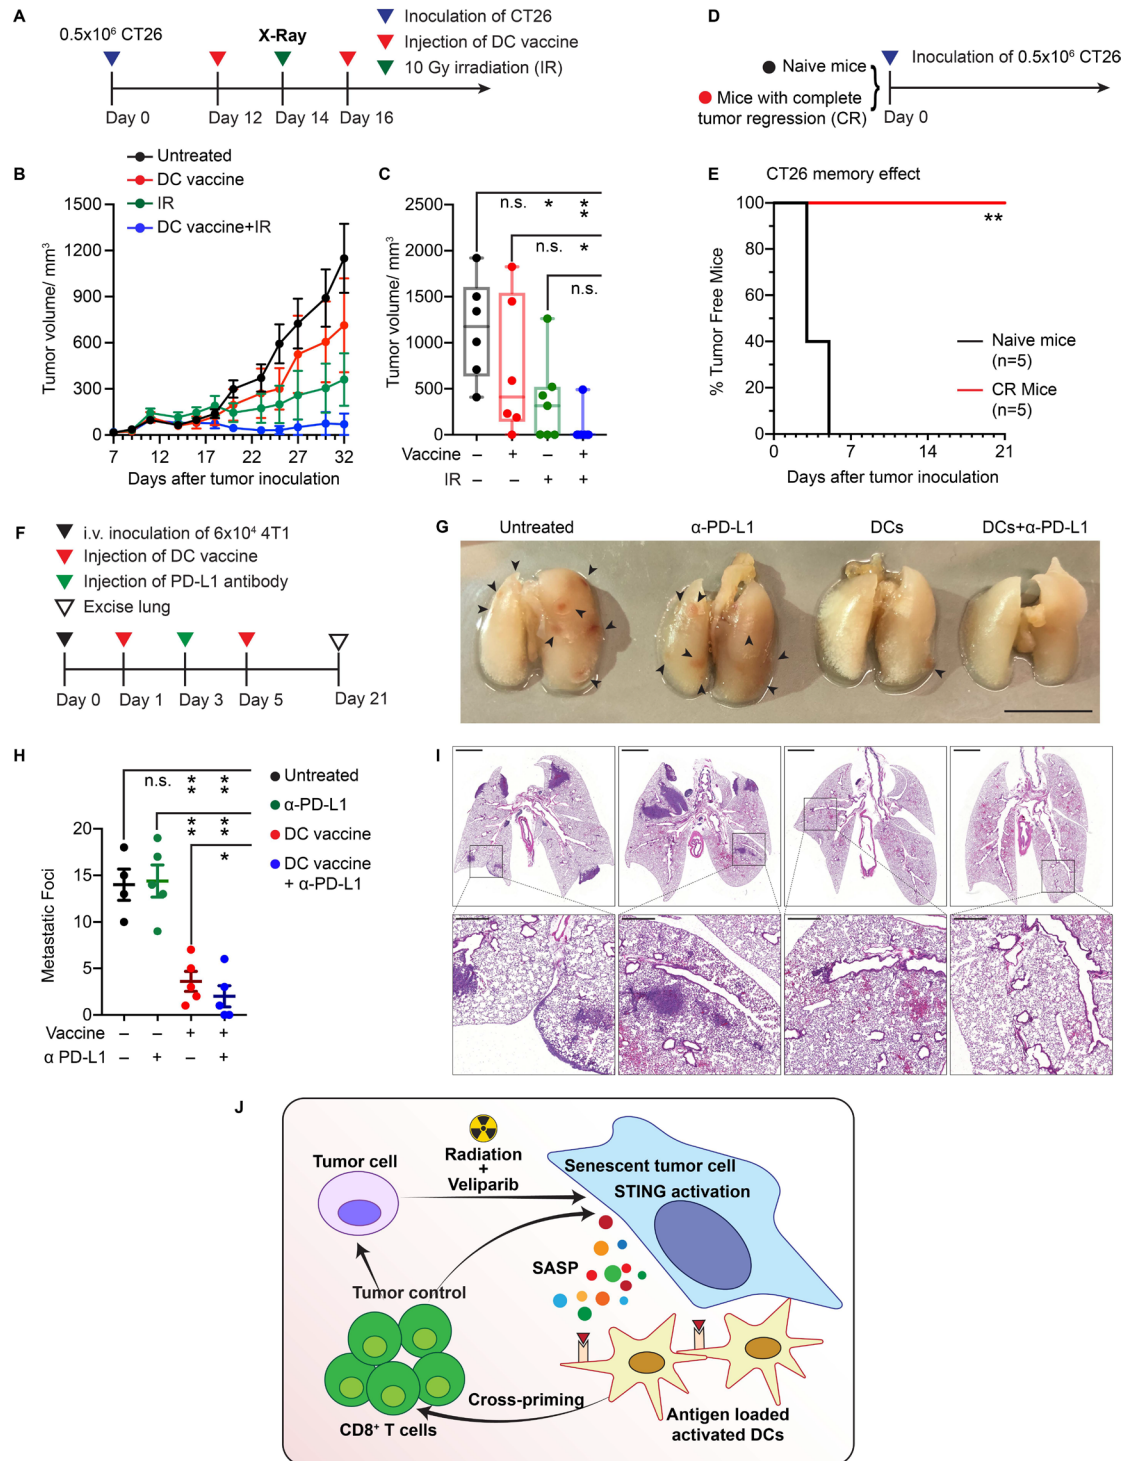 A
0.5x10⁶ CT26
X-Ray
Inoculation of CT26
Injection of DC vaccine
10 Gy irradiation (IR)
Day 0
Day 12
Day 14
Day 16
D
Naive mice
Mice with complete
tumor regression (CR)
Inoculation of 0.5x10⁶ CT26
Day 0
B
Untreated
DC vaccine
IR
DC vaccine+IR
Tumor volume/ mm³
1500
1200
900
600
300
0
7 12 17 22 27 32
Days after tumor inoculation
C
n.s. * **
n.s. *
n.s.
Tumor volume/ mm³
2500
2000
1500
1000
500
0
Vaccine – + – +
IR – – + +
E
CT26 memory effect
% Tumor Free Mice
100
80
60
40
20
0
**
Naive mice
(n=5)
CR Mice
(n=5)
0 7 14 21
Days after tumor inoculation
F
i.v. inoculation of 6x10⁴ 4T1
Injection of DC vaccine
Injection of PD-L1 antibody
Excise lung
Day 0
Day 1
Day 3
Day 5
Day 21
G
Untreated
α-PD-L1
DCs
DCs+α-PD-L1
H
n.s. ** **
** **
*
Untreated
α-PD-L1
DC vaccine
DC vaccine
+ α-PD-L1
Metastatic Foci
20
15
10
5
0
Vaccine – – + +
α PD-L1 – + – +
I
J
Radiation
+
Veliparib
Tumor cell
Senescent tumor cell
STING activation
SASP
Tumor control
Cross-priming
CD8⁺ T cells
Antigen loaded
activated DCs